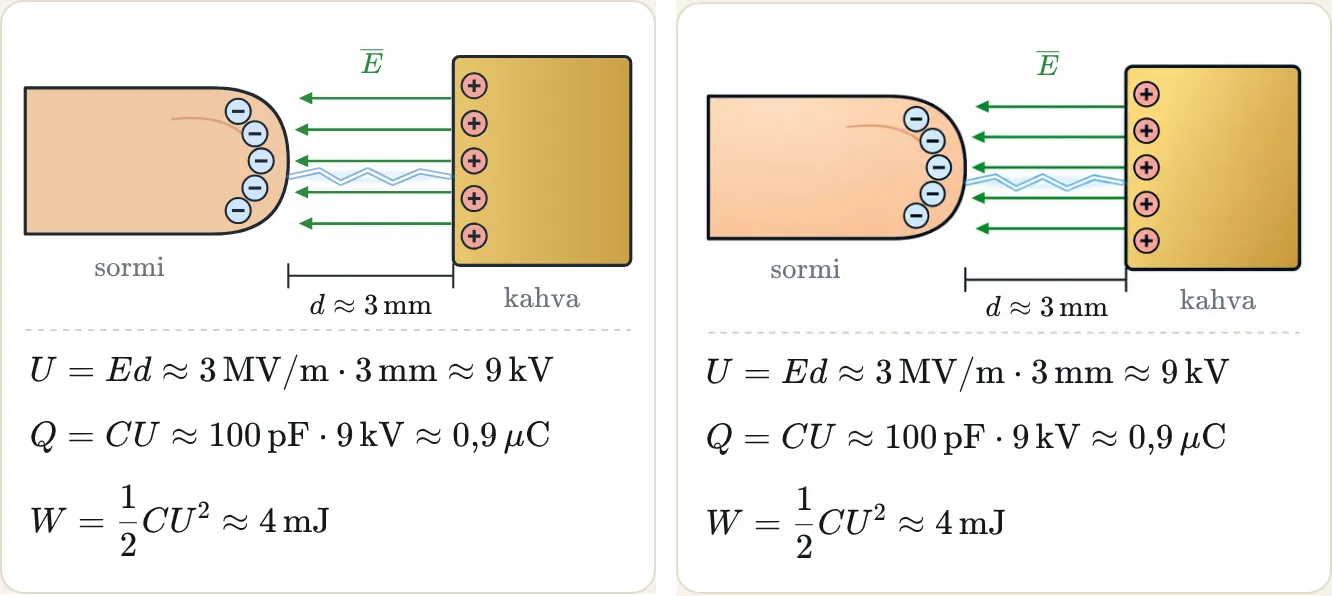 E̅
sormi
d ≈ 3 mm
kahva
U = Ed ≈ 3 MV/m · 3 mm ≈ 9 kV
Q = CU ≈ 100 pF · 9 kV ≈ 0,9 μC
W = 1/2 CU² ≈ 4 mJ
E̅
sormi
d ≈ 3 mm
kahva
U = Ed ≈ 3 MV/m · 3 mm ≈ 9 kV
Q = CU ≈ 100 pF · 9 kV ≈ 0,9 μC
W = 1/2 CU² ≈ 4 mJ